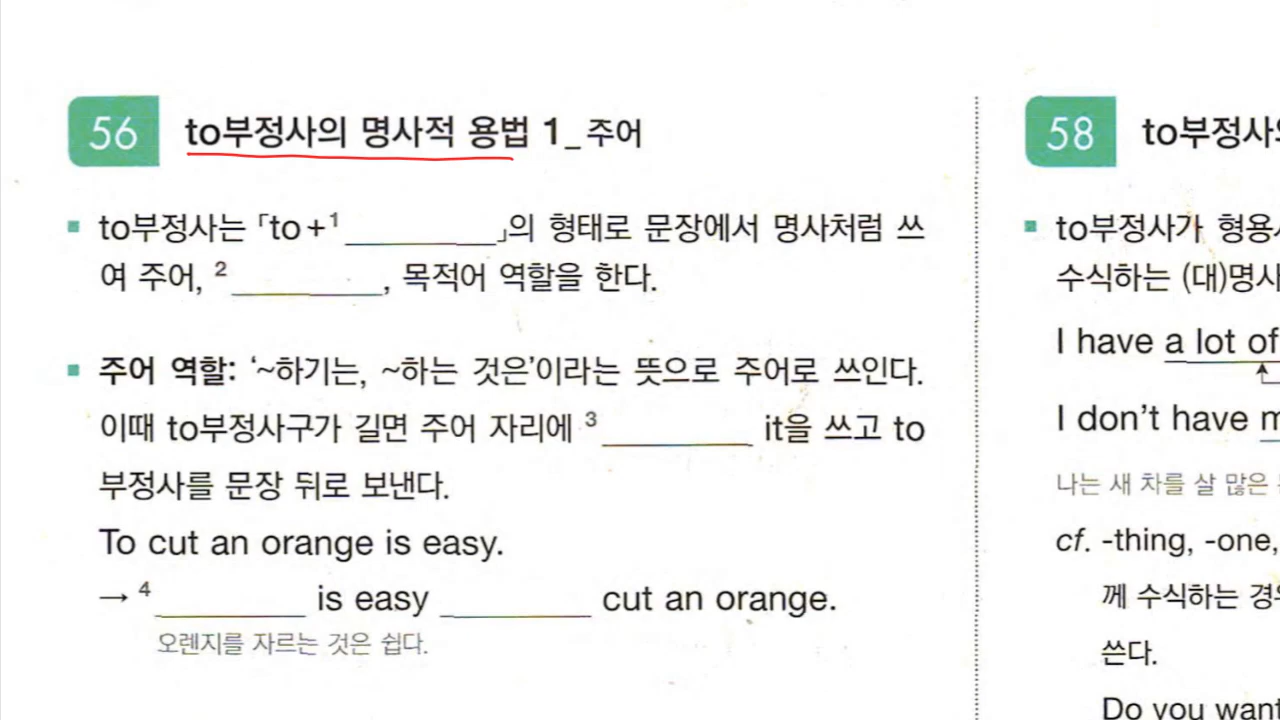 56 to부정사의 명사적 용법 1_주어
to부정사는 「to+1 ________」의 형태로 문장에서 명사처럼 쓰
여 주어, 2 ________, 목적어 역할을 한다.
주어 역할: ‘~하기는, ~하는 것은’이라는 뜻으로 주어로 쓰인다.
이때 to부정사구가 길면 주어 자리에 3 ________ it을 쓰고 to
부정사를 문장 뒤로 보낸다.
To cut an orange is easy.
→ 4 ________ is easy ________ cut an orange.
오렌지를 자르는 것은 쉽다.
58 to부정사의
to부정사가 형용
수식하는 (대)명사
I have a lot of
I don’t have
나는 새 차를 살 많은
cf. -thing, -one,
께 수식하는 경우
쓴다.
Do you want